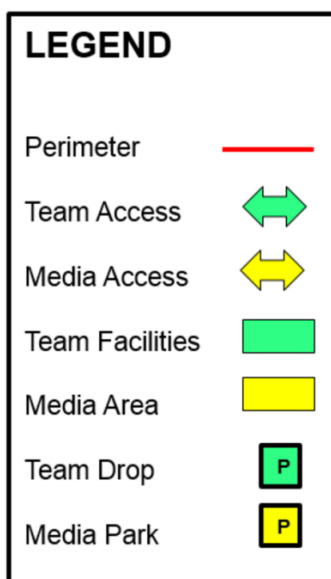 LEGEND
Perimeter
Team Access
Media Access
Team Facilities
Media Area
Team Drop P
Media Park P